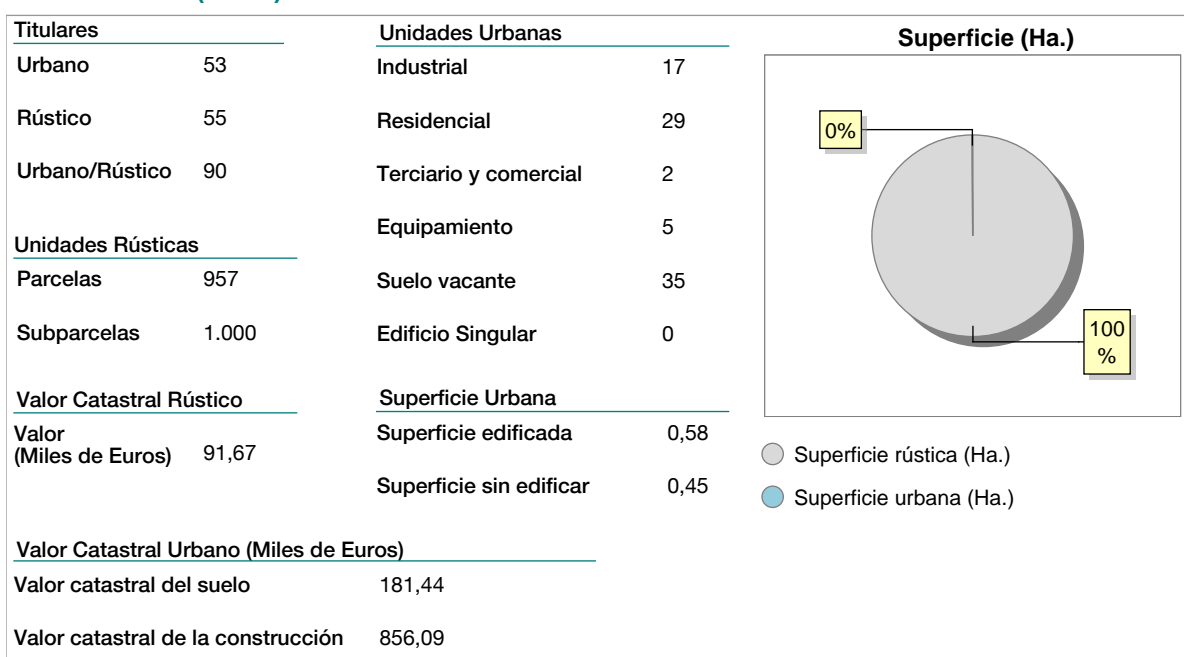 Titulares
Urbano 53
Rústico 55
Urbano/Rústico 90
Unidades Rústicas
Parcelas 957
Subparcelas 1.000
Valor Catastral Rústico
Valor
(Miles de Euros) 91,67
Unidades Urbanas
Industrial 17
Residencial 29
Terciario y comercial 2
Equipamiento 5
Suelo vacante 35
Edificio Singular 0
Superficie Urbana
Superficie edificada 0,58
Superficie sin edificar 0,45
Valor Catastral Urbano (Miles de Euros)
Valor catastral del suelo 181,44
Valor catastral de la construcción 856,09
Superficie (Ha.)
0%
100
%
Superficie rústica (Ha.)
Superficie urbana (Ha.)